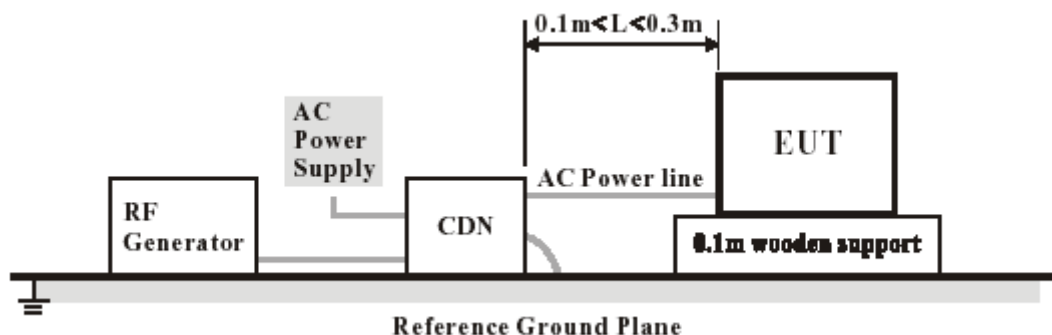 0.1m<L<0.3m
AC
Power
Supply
EUT
AC Power line
RF
Generator
CDN
0.1m wooden support
Reference Ground Plane